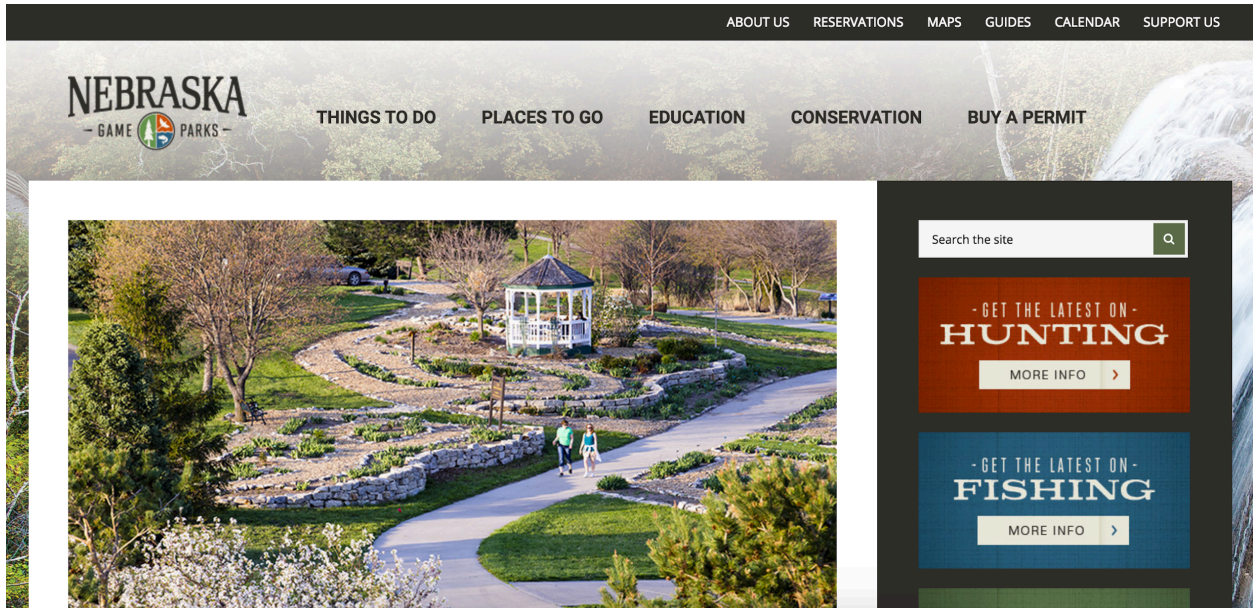 ABOUT US RESERVATIONS MAPS GUIDES CALENDAR SUPPORT US
NEBRASKA
- GAME PARKS -
THINGS TO DO PLACES TO GO EDUCATION CONSERVATION BUY A PERMIT
Search the site
- GET THE LATEST ON -
HUNTING
MORE INFO >
- GET THE LATEST ON -
FISHING
MORE INFO >